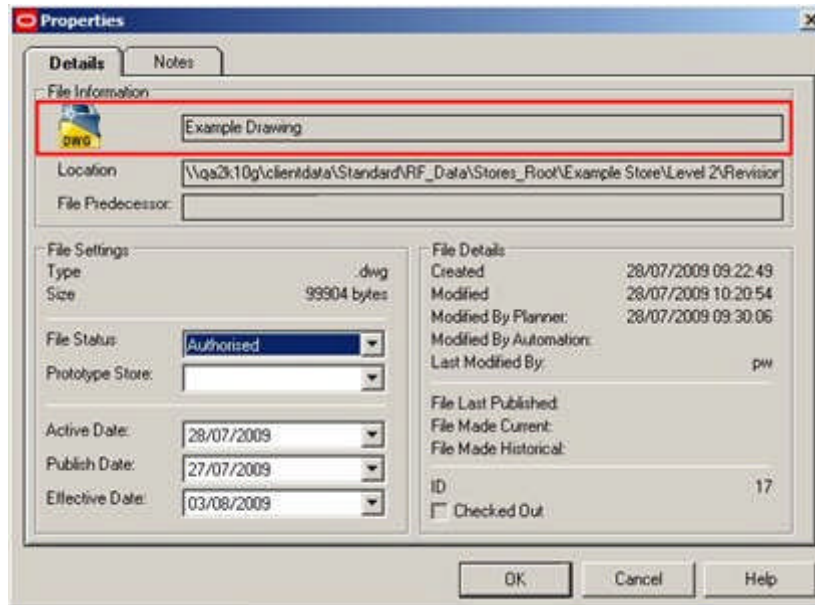 Properties
Details Notes
File Information
DWG Example Drawing
Location \\qa2k10g\clientdata\Standard\RF_Data\Stores_Root\Example Store\Level 2\Revision
File Predecessor:
File Settings
Type .dwg
Size 99904 bytes
File Status Authorised
Prototype Store:
Active Date: 28/07/2009
Publish Date: 27/07/2009
Effective Date: 03/08/2009
File Details
Created 28/07/2009 09:22:49
Modified 28/07/2009 10:20:54
Modified By Planner: 28/07/2009 09:30:06
Modified By Automation:
Last Modified By: pw
File Last Published:
File Made Current:
File Made Historical:
ID 17
Checked Out
OK Cancel Help